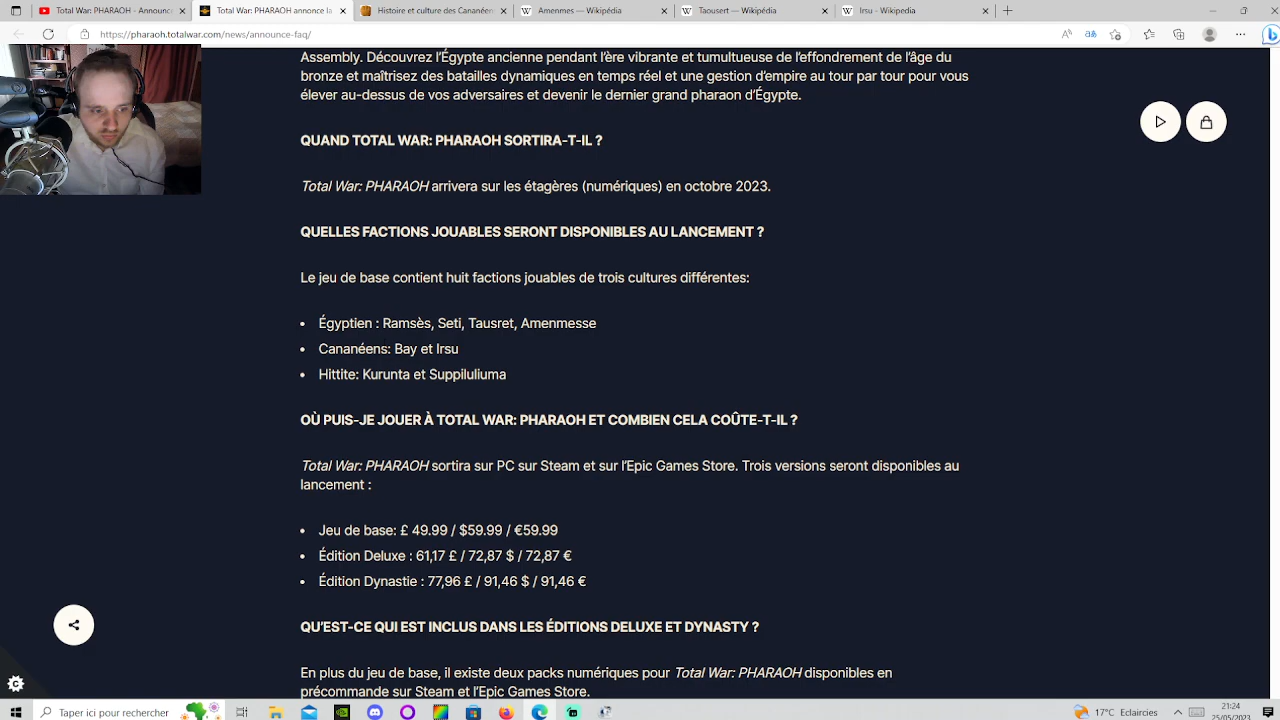 Total War: PHARAOH - Announc
Total War: PHARAOH annonce la
Histoire et culture des Cananéen
Amenmes — Wikipédia
Taousert — Wikipédia
Irsu - Wikipedia
https://pharaoh.totalwar.com/news/announce-faq/
Assembly. Découvrez l’Égypte ancienne pendant l’ère vibrante et tumultueuse de l’effondrement de l’âge du
bronze et maîtrisez des batailles dynamiques en temps réel et une gestion d’empire au tour par tour pour vous
élever au-dessus de vos adversaires et devenir le dernier grand pharaon d’Égypte.
QUAND TOTAL WAR: PHARAOH SORTIRA-T-IL ?
Total War: PHARAOH arrivera sur les étagères (numériques) en octobre 2023.
QUELLES FACTIONS JOUABLES SERONT DISPONIBLES AU LANCEMENT ?
Le jeu de base contient huit factions jouables de trois cultures différentes:
• Égyptien : Ramsès, Seti, Tausret, Amenmesse
• Cananéens: Bay et Irsu
• Hittite: Kurunta et Suppiluliuma
OÙ PUIS-JE JOUER À TOTAL WAR: PHARAOH ET COMBIEN CELA COÛTE-T-IL ?
Total War: PHARAOH sortira sur PC sur Steam et sur l’Epic Games Store. Trois versions seront disponibles au
lancement :
• Jeu de base: £ 49.99 / $59.99 / €59.99
• Édition Deluxe : 61,17 £ / 72,87 $ / 72,87 €
• Édition Dynastie : 77,96 £ / 91,46 $ / 91,46 €
QU’EST-CE QUI EST INCLUS DANS LES ÉDITIONS DELUXE ET DYNASTY ?
En plus du jeu de base, il existe deux packs numériques pour Total War: PHARAOH disponibles en
précommande sur Steam et l’Epic Games Store.
Taper ici pour rechercher
17°C Eclaircies
21:24
25/05/2023